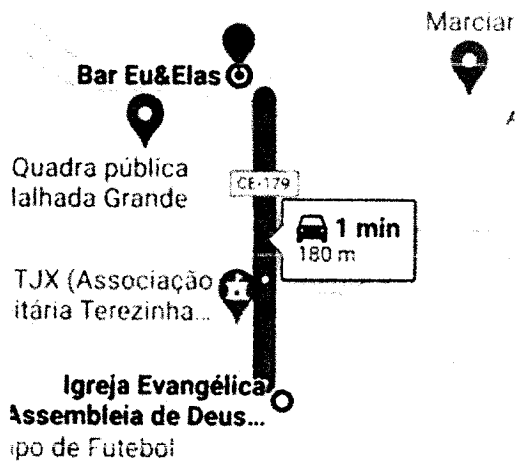 Marciar
Bar Eu&Elas
Quadra pública
lalhada Grande
CE-179
1 min
180 m
TJX (Associação
itária Terezinha...
Igreja Evangélica
Assembleia de Deus...
ipo de Futebol